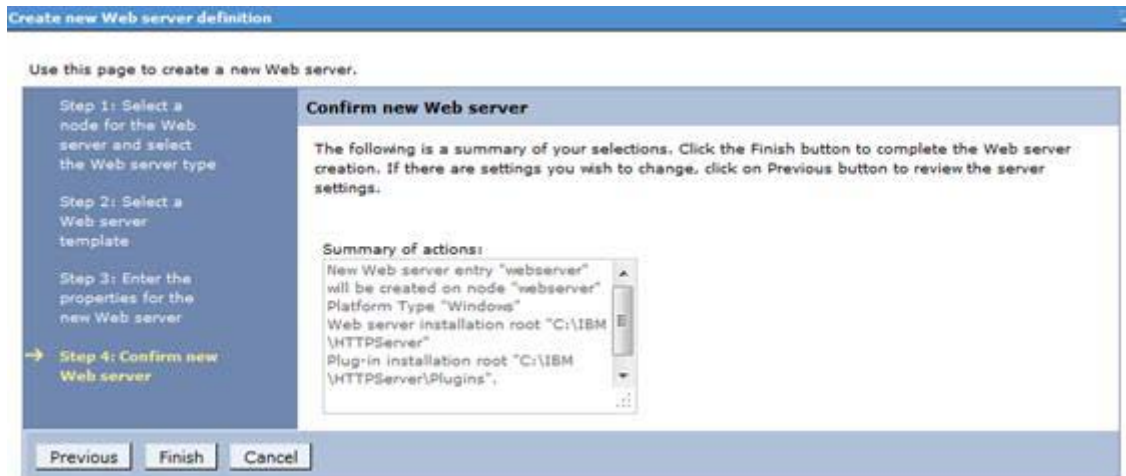 Create new Web server definition
Use this page to create a new Web server.
Step 1: Select a
node for the Web
server and select
the Web server type
Step 2: Select a
Web server
template
Step 3: Enter the
properties for the
new Web server
Step 4: Confirm new
Web server
Confirm new Web server
The following is a summary of your selections. Click the Finish button to complete the Web server
creation. If there are settings you wish to change, click on Previous button to review the server
settings.
Summary of actions:
New Web server entry "webserver"
will be created on node "webserver"
Platform Type "Windows"
Web server installation root "C:\IBM
\HTTPServer"
Plug-in installation root "C:\IBM
\HTTPServer\Plugins".
Previous Finish Cancel